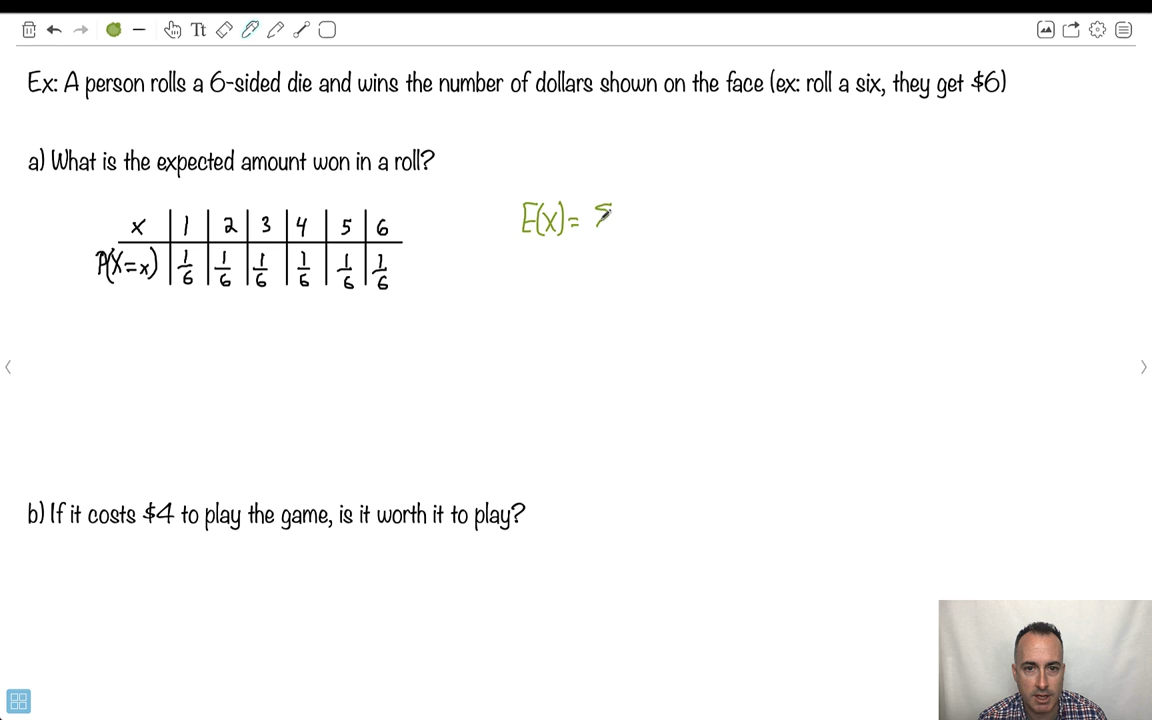 Tt
Ex: A person rolls a 6-sided die and wins the number of dollars shown on the face (ex: roll a six, they get $6)
a) What is the expected amount won in a roll?
x 1 2 3 4 5 6
P(X=x) 1/6 1/6 1/6 1/6 1/6 1/6
E(x)=
b) If it costs $4 to play the game, is it worth it to play?